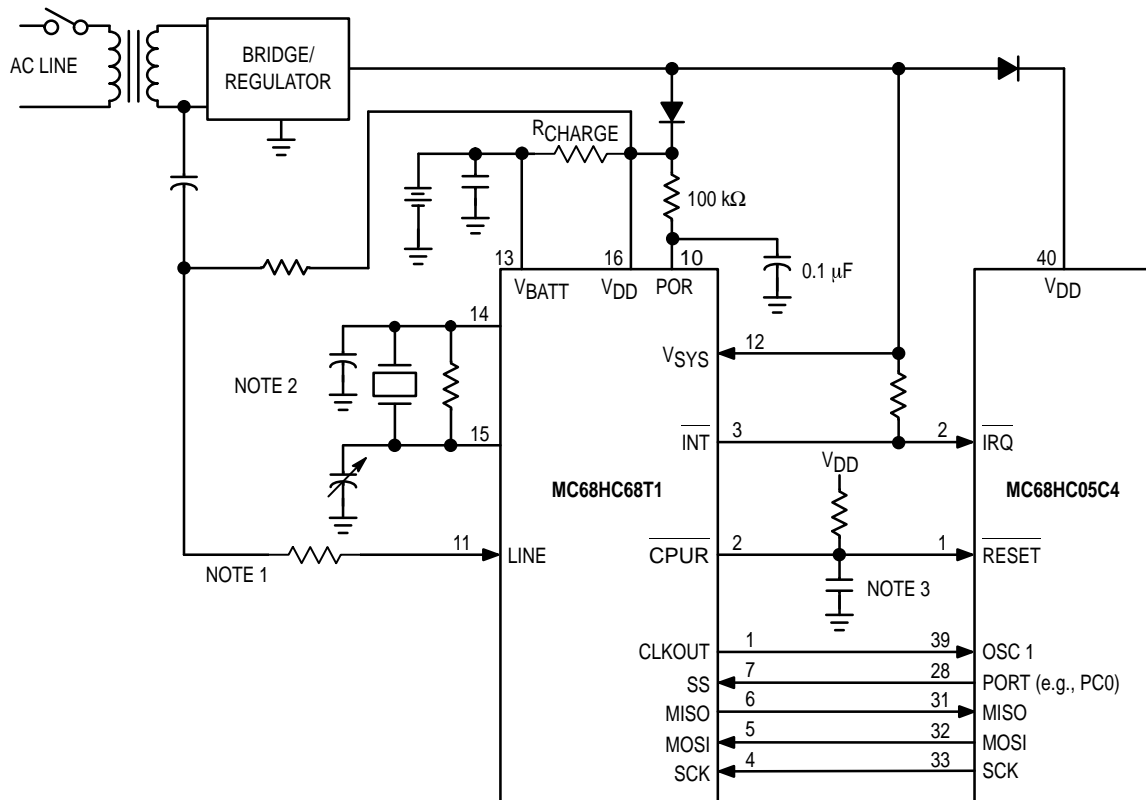 AC LINE
BRIDGE/
REGULATOR
RCHARGE
100 kΩ
0.1 µF
13
16
10
40
VBATT
VDD
POR
VDD
14
12
VSYS
NOTE 2
15
INT
3
2
IRQ
VDD
MC68HC68T1
MC68HC05C4
11
LINE
CPUR
2
1
RESET
NOTE 1
NOTE 3
CLKOUT
1
39
OSC 1
SS
7
28
PORT (e.g., PC0)
MISO
6
31
MISO
MOSI
5
32
MOSI
SCK
4
33
SCK